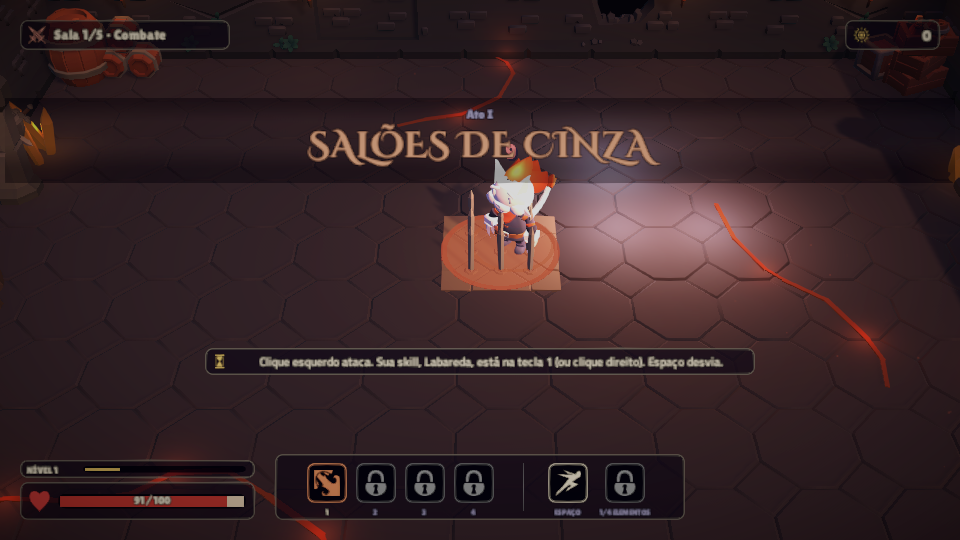 Sala 1/5 - Combate
0
Ato I
SALÕES DE CINZA
Clique esquerdo ataca. Sua skill, Labareda, está na tecla 1 (ou clique direito). Espaço desvia.
NÍVEL 1
91/100
1
2
3
4
ESPAÇO
1/4 ELEMENTOS